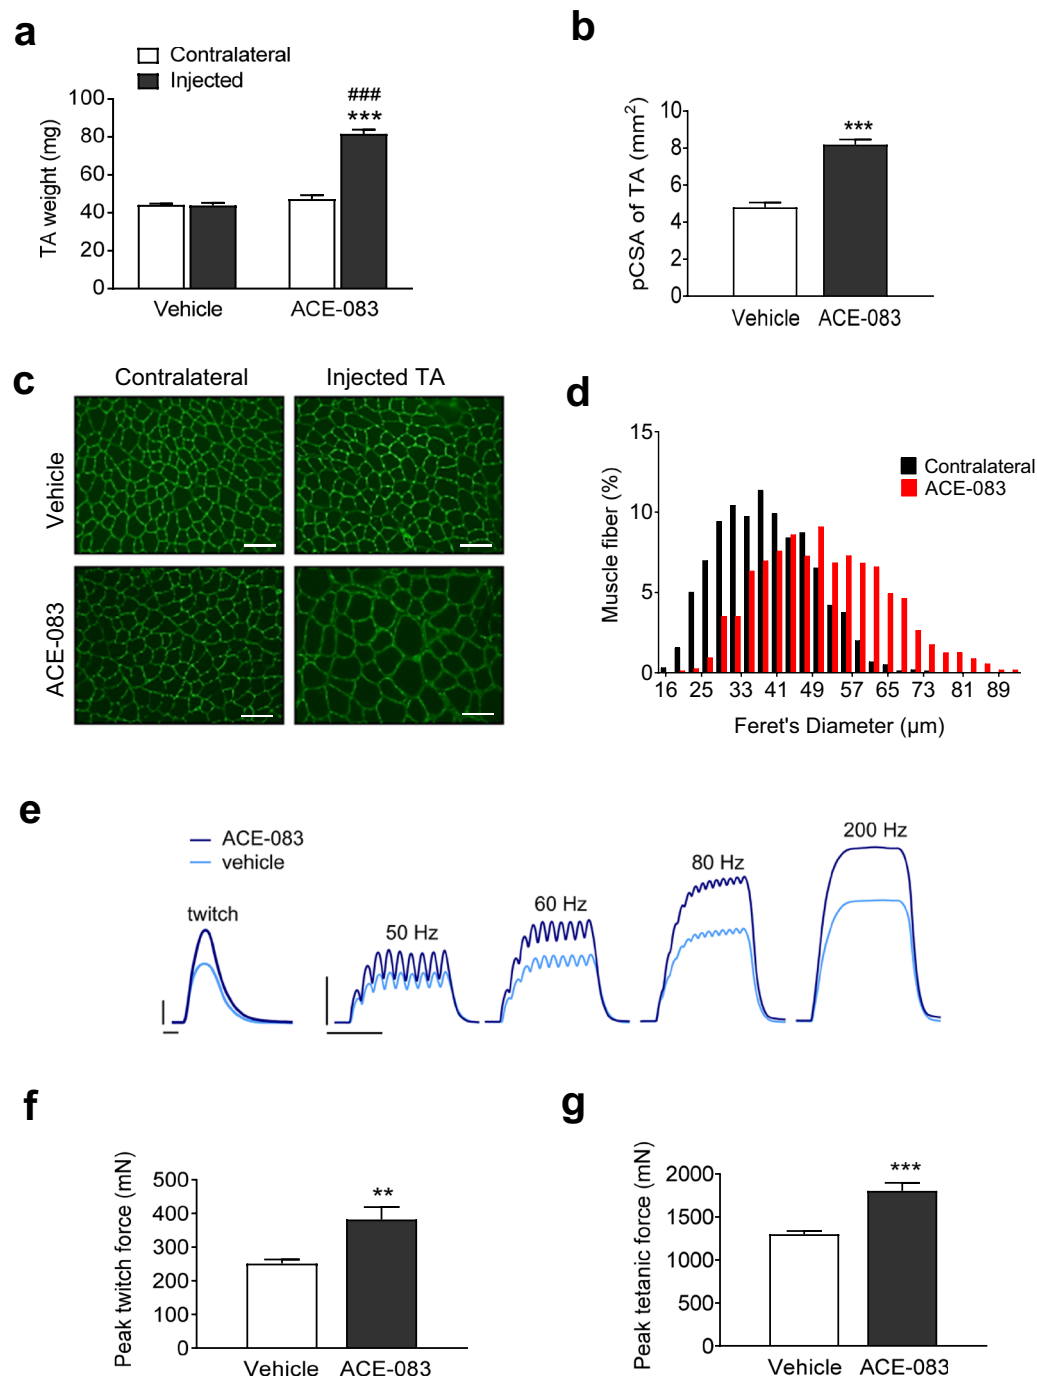 a
Contralateral
Injected
TA weight (mg)
100
80
60
40
20
0
###
***
Vehicle
ACE-083
b
pCSA of TA (mm²)
10
8
6
4
2
0
***
Vehicle
ACE-083
c
Contralateral
Injected TA
Vehicle
ACE-083
d
Muscle fiber (%)
15
10
5
0
Contralateral
ACE-083
16 25 33 41 49 57 65 73 81 89
Feret's Diameter (µm)
e
ACE-083
vehicle
twitch
50 Hz
60 Hz
80 Hz
200 Hz
f
Peak twitch force (mN)
500
400
300
200
100
0
**
Vehicle
ACE-083
g
Peak tetanic force (mN)
2000
1500
1000
500
0
***
Vehicle
ACE-083